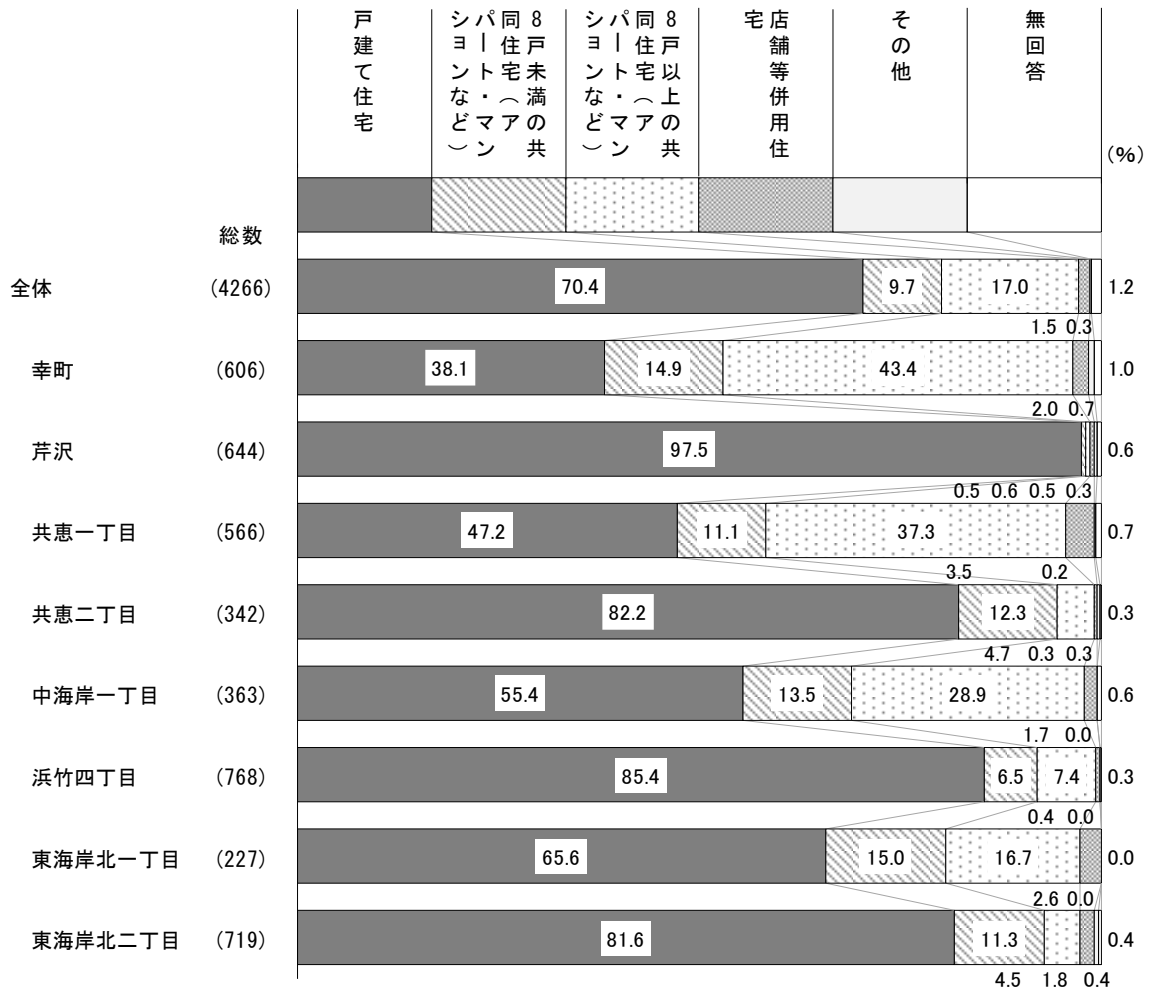 戸建て住宅
8戸未満の共同住宅（アパート・マンションなど）
8戸以上の共同住宅（アパート・マンションなど）
店舗等併用住宅
その他
無回答
(%)
総数
全体 (4266) 70.4 9.7 17.0 1.2
1.5 0.3
幸町 (606) 38.1 14.9 43.4 1.0
2.0 0.7
芹沢 (644) 97.5 0.6
0.5 0.6 0.5 0.3
共恵一丁目 (566) 47.2 11.1 37.3 0.7
3.5 0.2
共恵二丁目 (342) 82.2 12.3 0.3
4.7 0.3 0.3
中海岸一丁目 (363) 55.4 13.5 28.9 0.6
1.7 0.0
浜竹四丁目 (768) 85.4 6.5 7.4 0.3
0.4 0.0
東海岸北一丁目 (227) 65.6 15.0 16.7 0.0
2.6 0.0
東海岸北二丁目 (719) 81.6 11.3 0.4
4.5 1.8 0.4